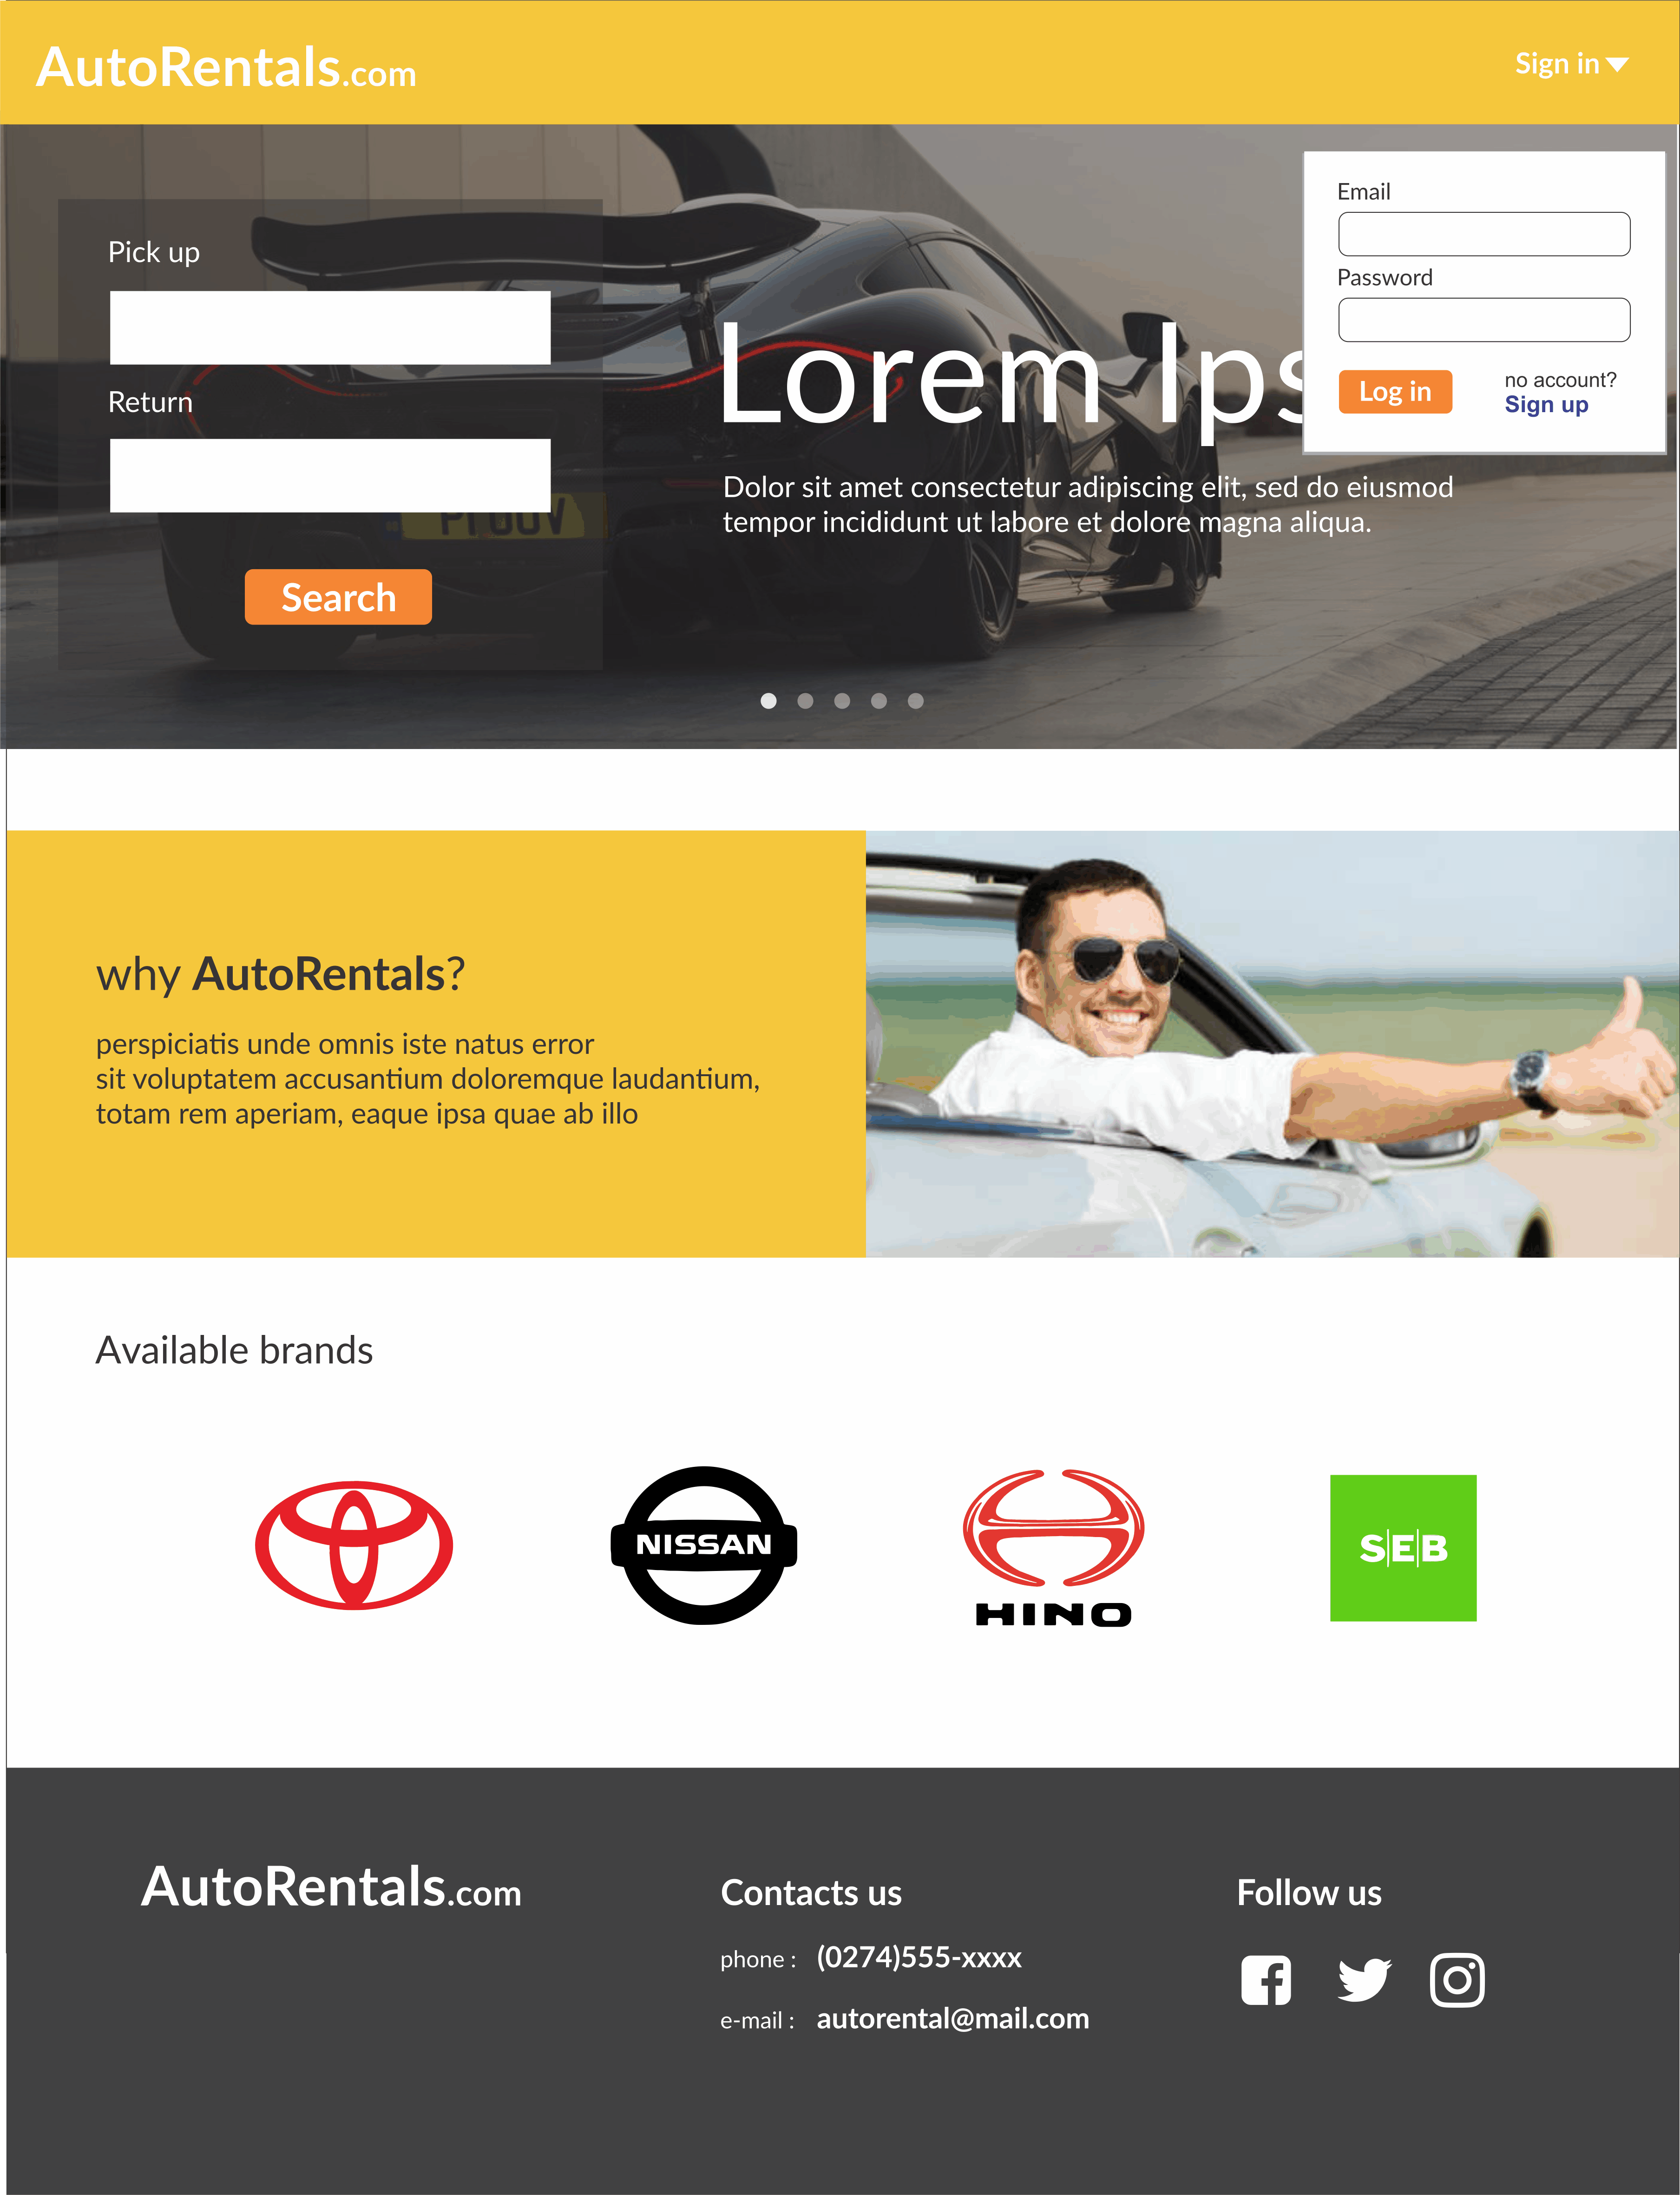 AutoRentals.com
Sign in
Email
Password
Log in
no account?
Sign up
Pick up
Return
Search
Lorem Ips
Dolor sit amet consectetur adipiscing elit, sed do eiusmod
tempor incididunt ut labore et dolore magna aliqua.
why AutoRentals?
perspiciatis unde omnis iste natus error
sit voluptatem accusantium doloremque laudantium,
totam rem aperiam, eaque ipsa quae ab illo
Available brands
NISSAN
HINO
SEB
AutoRentals.com
Contacts us
phone : (0274)555-xxxx
e-mail : autorental@mail.com
Follow us